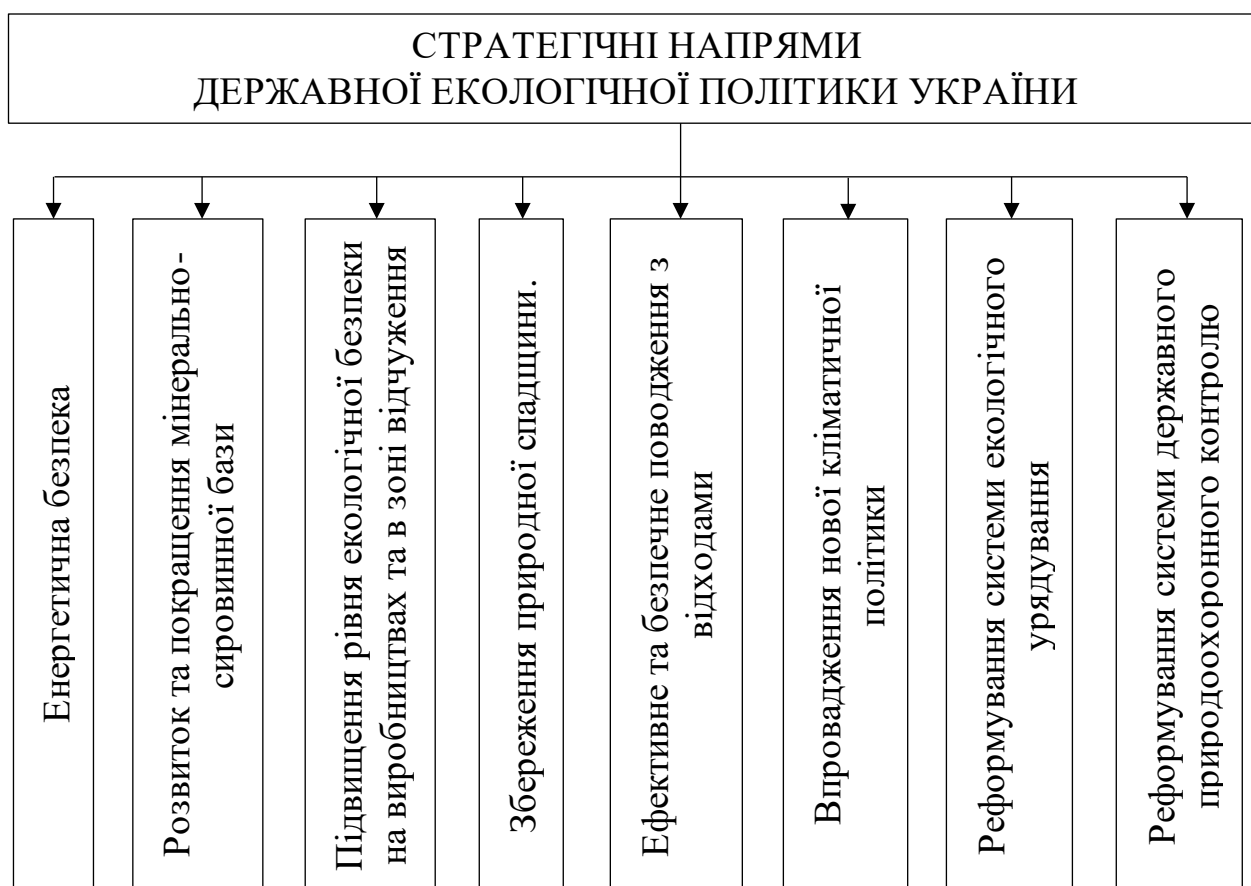 СТРАТЕГІЧНІ НАПРЯМИ
ДЕРЖАВНОЇ ЕКОЛОГІЧНОЇ ПОЛІТИКИ УКРАЇНИ
Енергетична безпека
Розвиток та покращення мінерально-
сировинної бази
Підвищення рівня екологічної безпеки
на виробництвах та в зоні відчуження
Збереження природної спадщини.
Ефективне та безпечне поводження з
відходами
Впровадження нової кліматичної
політики
Реформування системи екологічного
урядування
Реформування системи державного
природоохоронного контролю